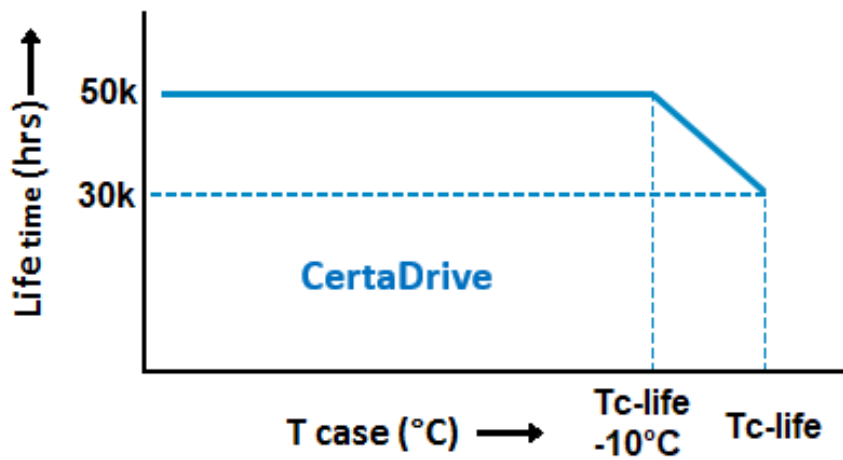 Life time (hrs)
50k
30k
CertaDrive
T case (°C)
Tc-life
-10°C
Tc-life